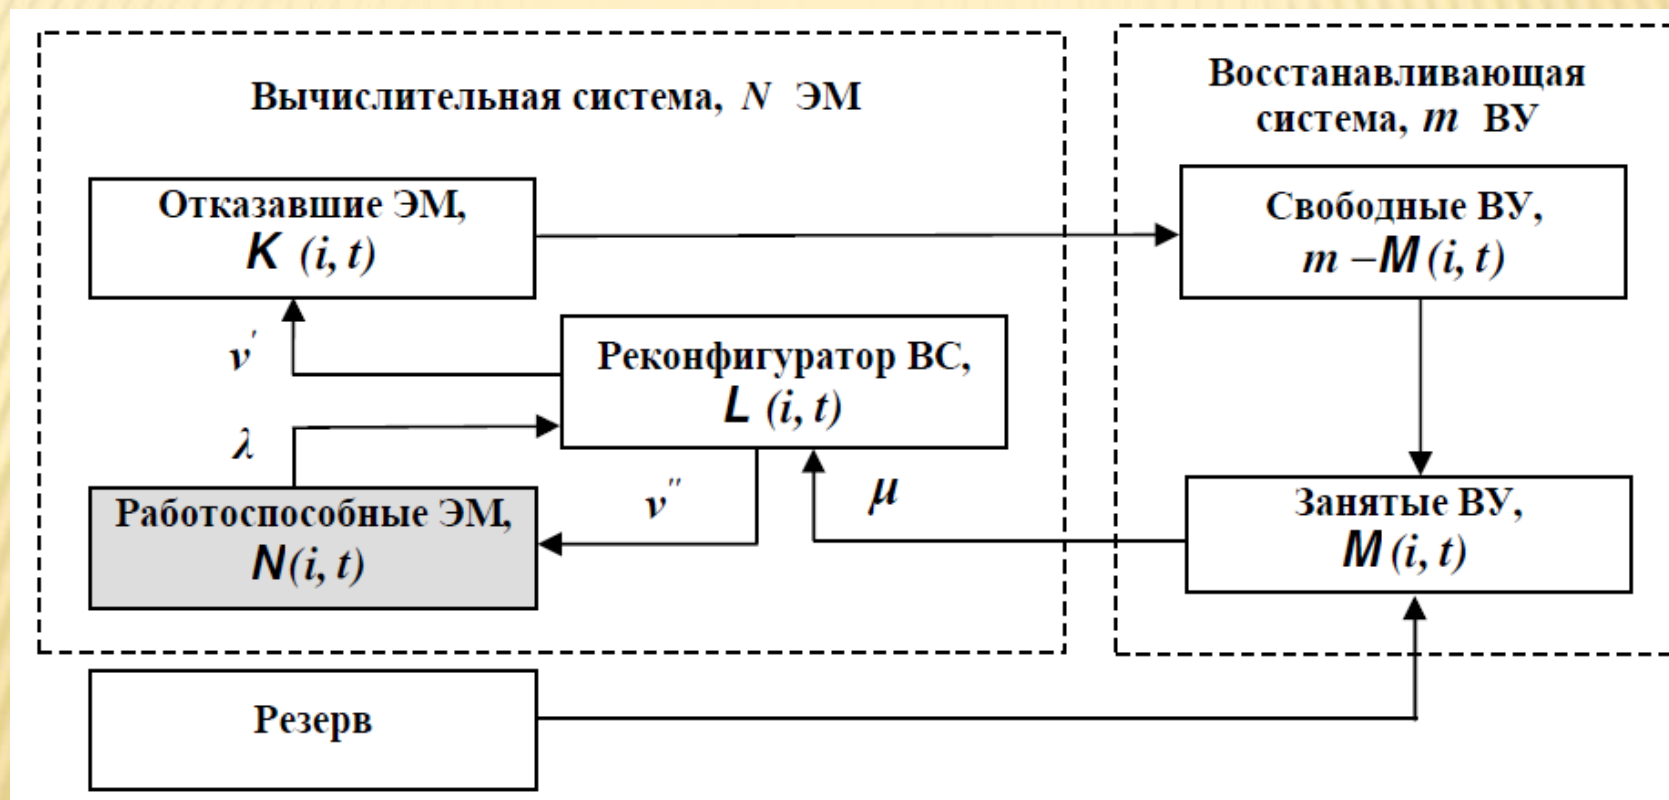 Вычислительная система, N ЭМ
Восстанавливающая
система, m ВУ
Отказавшие ЭМ,
K (i, t)
Свободные ВУ,
m –M (i, t)
ν'
Реконфигуратор ВС,
L (i, t)
λ
Работоспособные ЭМ,
N(i, t)
ν''
μ
Занятые ВУ,
M (i, t)
Резерв